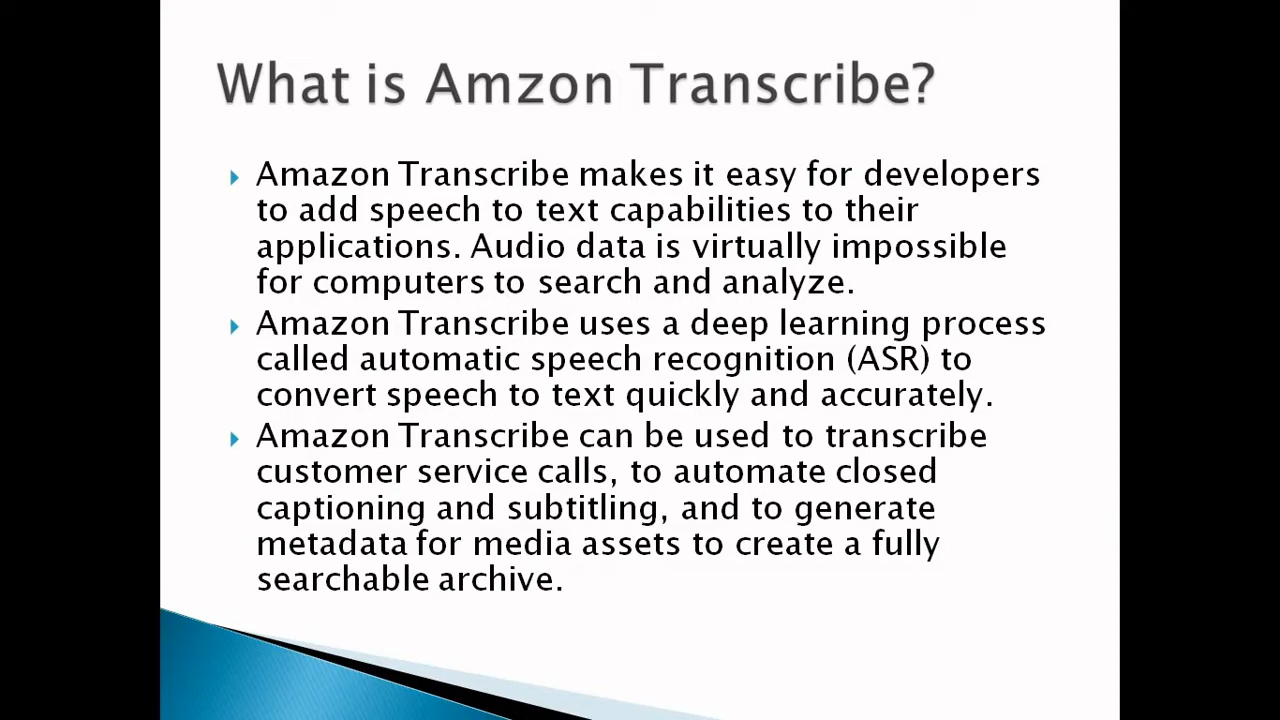 What is Amzon Transcribe?
Amazon Transcribe makes it easy for developers
to add speech to text capabilities to their
applications. Audio data is virtually impossible
for computers to search and analyze.
Amazon Transcribe uses a deep learning process
called automatic speech recognition (ASR) to
convert speech to text quickly and accurately.
Amazon Transcribe can be used to transcribe
customer service calls, to automate closed
captioning and subtitling, and to generate
metadata for media assets to create a fully
searchable archive.